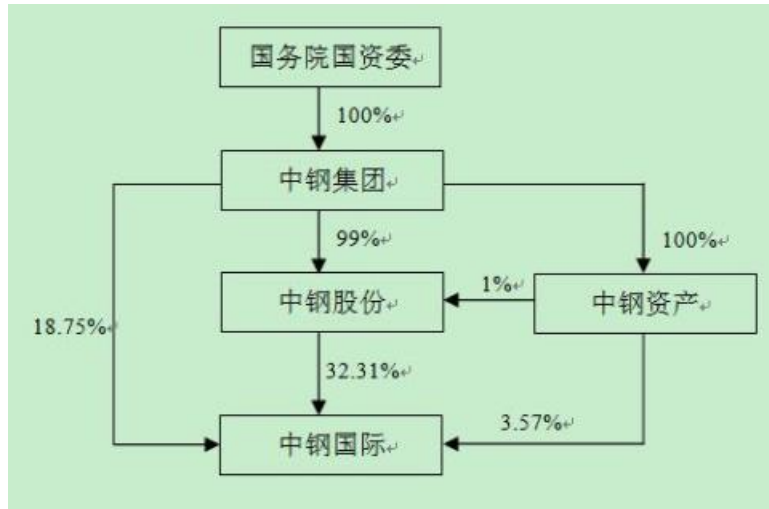 国务院国资委
100%
中钢集团
99%
100%
1%
中钢股份
中钢资产
18.75%
32.31%
3.57%
中钢国际